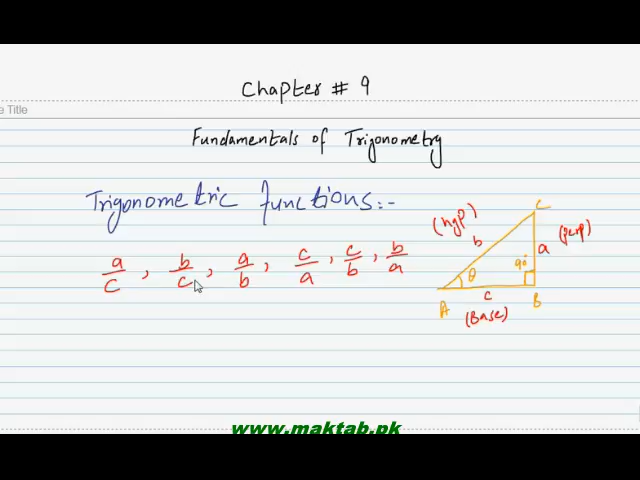 Chapter # 9
e Title
Fundamentals of Trigonometry
Trigonometric functions:-
a/c, b/c, a/b, c/a, c/b, b/a
(hyp)
b
C
a (perp)
90°
θ
A
c
B
(Base)
www.maktab.pk